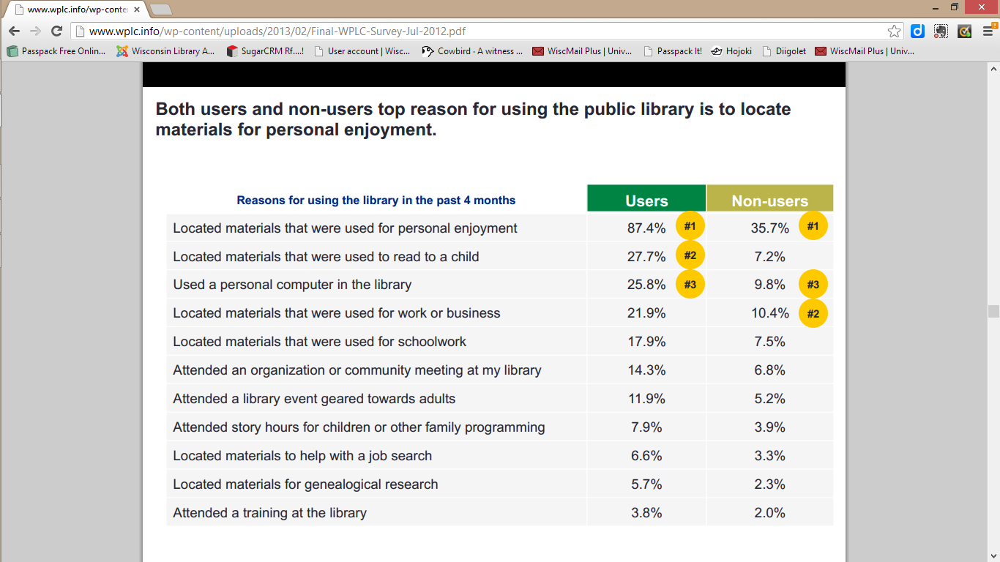 www.wplc.info/wp-conte
www.wplc.info/wp-content/uploads/2013/02/Final-WPLC-Survey-Jul-2012.pdf
Passpack Free Onlin... Wisconsin Library A... SugarCRM Rf....! User account | Wisc... Cowbird · A witness ... WiscMail Plus | Univ... Passpack It! Hojoki Diigolet WiscMail Plus | Univ...
Both users and non-users top reason for using the public library is to locate
materials for personal enjoyment.
Reasons for using the library in the past 4 months Users Non-users
Located materials that were used for personal enjoyment 87.4% #1 35.7% #1
Located materials that were used to read to a child 27.7% #2 7.2%
Used a personal computer in the library 25.8% #3 9.8% #3
Located materials that were used for work or business 21.9% 10.4% #2
Located materials that were used for schoolwork 17.9% 7.5%
Attended an organization or community meeting at my library 14.3% 6.8%
Attended a library event geared towards adults 11.9% 5.2%
Attended story hours for children or other family programming 7.9% 3.9%
Located materials to help with a job search 6.6% 3.3%
Located materials for genealogical research 5.7% 2.3%
Attended a training at the library 3.8% 2.0%